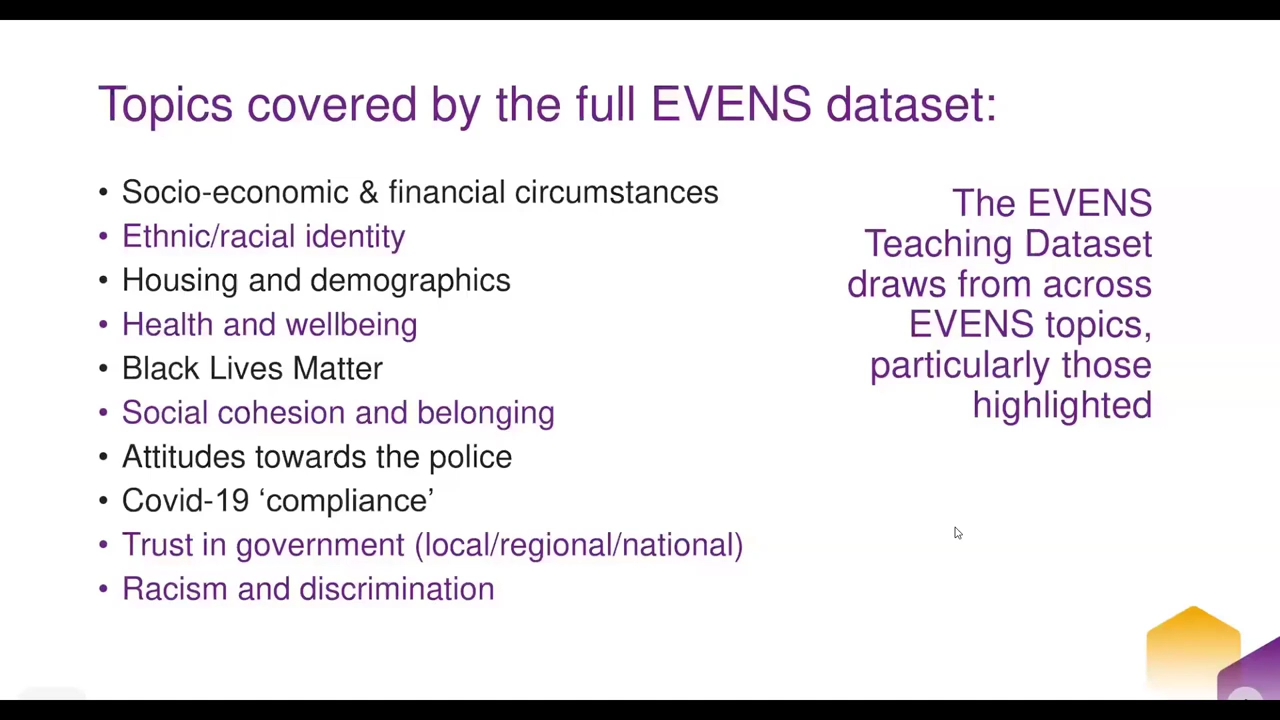 Topics covered by the full EVENS dataset:
• Socio-economic & financial circumstances
• Ethnic/racial identity
• Housing and demographics
• Health and wellbeing
• Black Lives Matter
• Social cohesion and belonging
• Attitudes towards the police
• Covid-19 ‘compliance’
• Trust in government (local/regional/national)
• Racism and discrimination
The EVENS
Teaching Dataset
draws from across
EVENS topics,
particularly those
highlighted